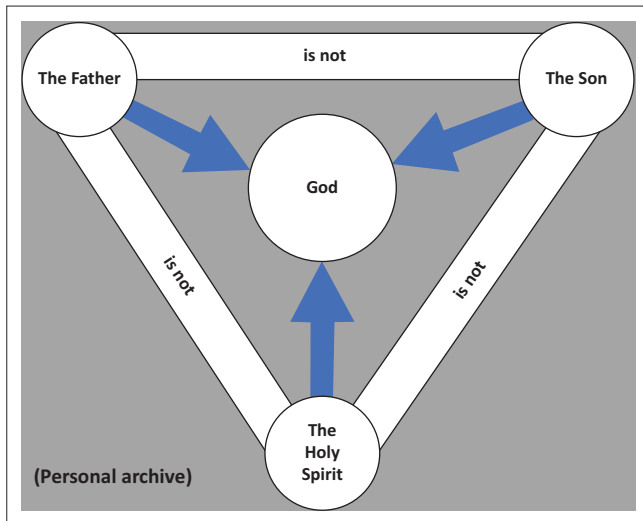 The Father
is not
The Son
God
is not
is not
The
Holy
Spirit
(Personal archive)